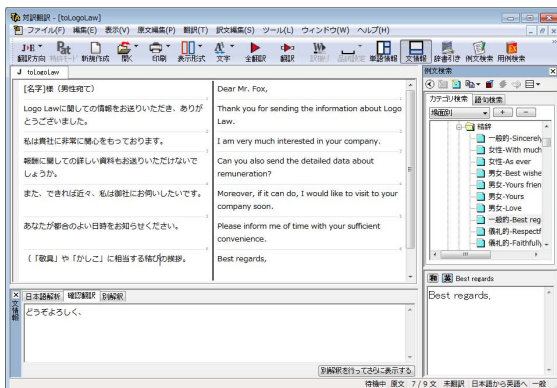 対訳翻訳 - [toLogoLaw]
ファイル(F) 編集(E) 表示(V) 原文編集(P) 翻訳(T) 訳文編集(S) ツール(L) ウィンドウ(W) ヘルプ(H)
翻訳方向 新規作成 開く 印刷 表示形式 文字 全翻訳 翻訳 単語情報 文情報 辞書引き 例文検索 用例検索
J toLogoLaw
[名字]様（男性宛て）
Dear Mr. Fox,
Logo Lawに関しての情報をお送りいただき、ありが
とうございました。
Thank you for sending the information about Logo
Law.
私は貴社に非常に関心をもっております。
I am very much interested in your company.
報酬に関しての詳しい資料もお送りいただけないで
しょうか。
Can you also send the detailed data about
remuneration?
また、できれば近々、私は御社にお伺いしたいです。
Moreover, if it can do, I would like to visit to your
company soon.
あなたが都合のよい日時をお知らせください。
Please inform me of time with your sufficient
convenience.
（「敬具」や「かしこ」に相当する結びの挨拶。
Best regards,
例文検索
カテゴリ検索 語句検索
場面別
結辞
一般的-Sincerely
女性-With much
女性-As ever
男女-Best wishe
男女-Yours frien
男女-Yours
男女-Love
一般的-Best reg
儀礼的-Respectf
儀礼的-Faithfully
和 英 Best regards
Best regards,
文情報
日本語解析 確認翻訳 別解釈
どうぞよろしく、
別解釈を行ってさらに表示する
待機中 原文 7 / 9 文 未翻訳 日本語から英語へ 一般